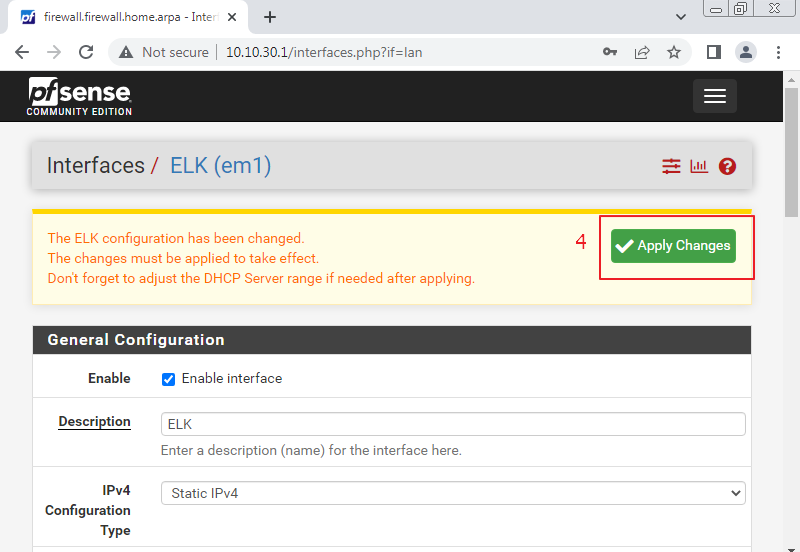 firewall.firewall.home.arpa - Inter
Not secure 10.10.30.1/interfaces.php?if=lan
pfsense
COMMUNITY EDITION
Interfaces / ELK (em1)
The ELK configuration has been changed.
The changes must be applied to take effect.
Don't forget to adjust the DHCP Server range if needed after applying.
4
Apply Changes
General Configuration
Enable Enable interface
Description ELK
Enter a description (name) for the interface here.
IPv4 Configuration Type Static IPv4